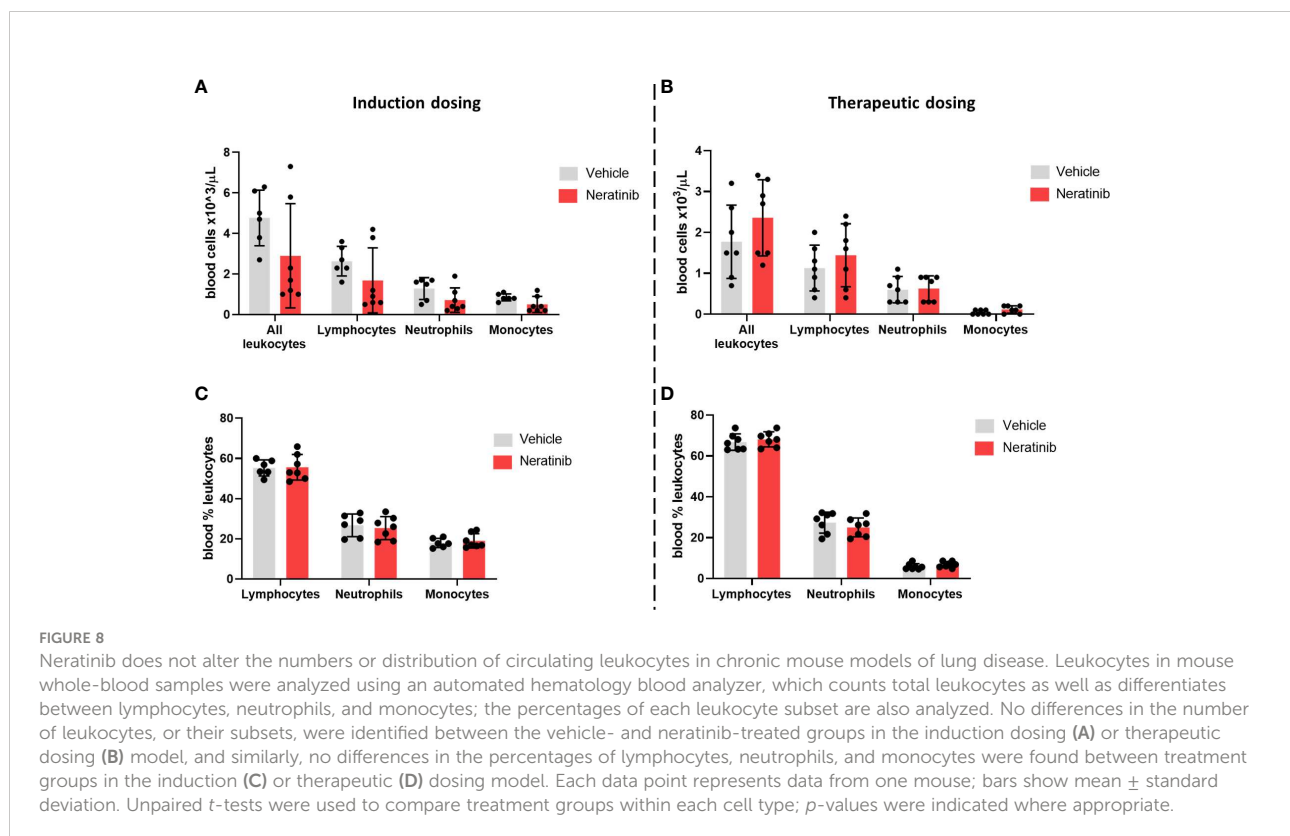 A
Induction dosing
8
6
4
2
0
blood cells x10^3/μL
Vehicle
Neratinib
All
leukocytes
Lymphocytes
Neutrophils
Monocytes
B
Therapeutic dosing
4
3
2
1
0
blood cells x10³/μL
Vehicle
Neratinib
All
leukocytes
Lymphocytes
Neutrophils
Monocytes
C
80
60
40
20
0
blood % leukocytes
Vehicle
Neratinib
Lymphocytes
Neutrophils
Monocytes
D
80
60
40
20
0
blood % leukocytes
Vehicle
Neratinib
Lymphocytes
Neutrophils
Monocytes
FIGURE 8
Neratinib does not alter the numbers or distribution of circulating leukocytes in chronic mouse models of lung disease. Leukocytes in mouse
whole-blood samples were analyzed using an automated hematology blood analyzer, which counts total leukocytes as well as differentiates
between lymphocytes, neutrophils, and monocytes; the percentages of each leukocyte subset are also analyzed. No differences in the number
of leukocytes, or their subsets, were identified between the vehicle- and neratinib-treated groups in the induction dosing (A) or therapeutic
dosing (B) model, and similarly, no differences in the percentages of lymphocytes, neutrophils, and monocytes were found between treatment
groups in the induction (C) or therapeutic (D) dosing model. Each data point represents data from one mouse; bars show mean ± standard
deviation. Unpaired t-tests were used to compare treatment groups within each cell type; p-values were indicated where appropriate.